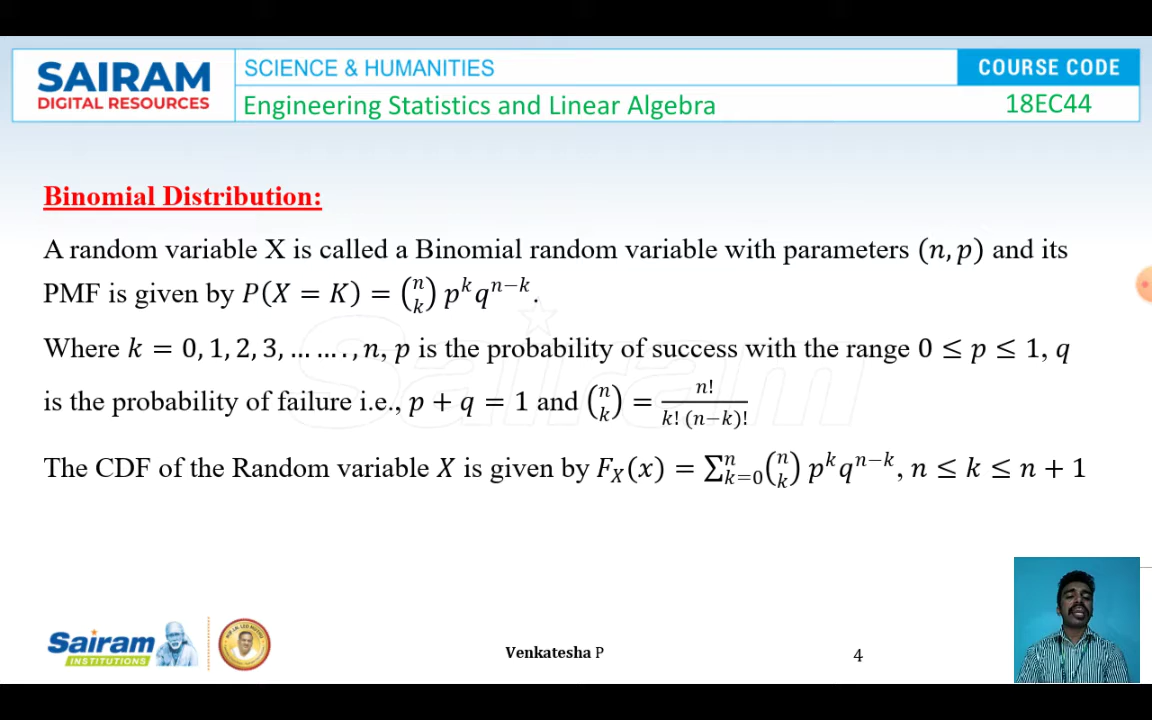 SAIRAM
DIGITAL RESOURCES
SCIENCE & HUMANITIES
COURSE CODE
Engineering Statistics and Linear Algebra
18EC44
Binomial Distribution:
A random variable X is called a Binomial random variable with parameters (n, p) and its
PMF is given by P(X = K) = (n k) p^k q^{n−k}.
Where k = 0, 1, 2, 3, … … . , n, p is the probability of success with the range 0 ≤ p ≤ 1, q
is the probability of failure i.e., p + q = 1 and (n k) = n! / k! (n−k)!
The CDF of the Random variable X is given by F_X(x) = ∑_{k=0}^{n} (n k) p^k q^{n−k}, n ≤ k ≤ n + 1
Sairam
Sairam
INSTITUTIONS
Venkatesha P
4